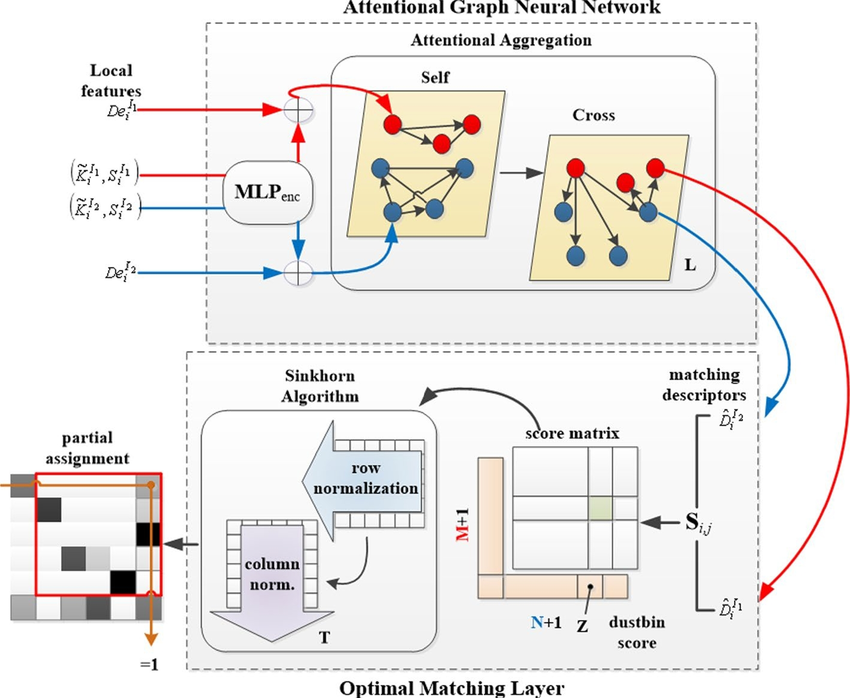 Attentional Graph Neural Network
Attentional Aggregation
Local
features
Self
Cross
De_i^{I_1}
(K̃_i^{I_1}, S_i^{I_1})
MLP_enc
(K̃_i^{I_2}, S_i^{I_2})
De_i^{I_2}
L
Sinkhorn
Algorithm
matching
descriptors
D̂_i^{I_2}
score matrix
partial
assignment
row
normalization
M+1
S_{i,j}
column
norm.
T
N+1
Z
dustbin
score
D̂_i^{I_1}
=1
Optimal Matching Layer